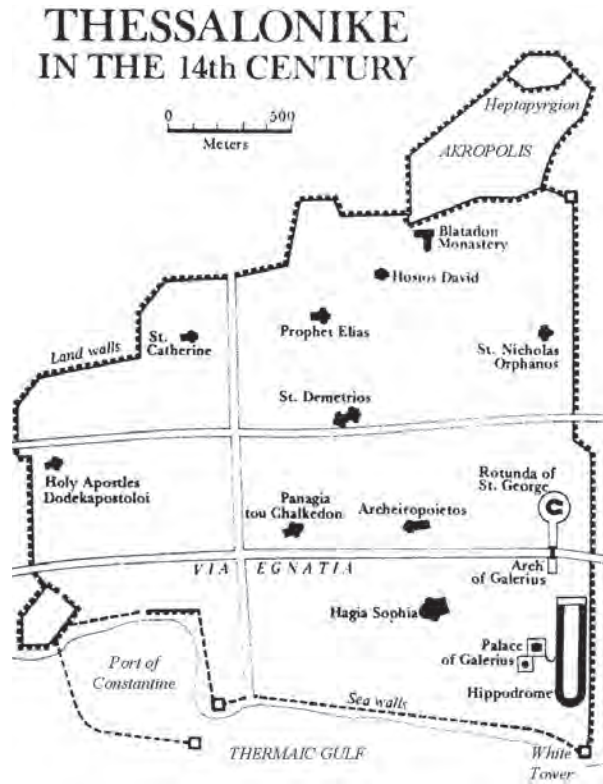 THESSALONIKE
IN THE 14th CENTURY
0 500
Meters
Heptapyrgion
AKROPOLIS
Blatadon
Monastery
Hosios David
Prophet Elias
St.
Catherine
Land walls
St. Nicholas
Orphanos
St. Demetrios
Holy Apostles
Dodekapostoloi
Panagia
tou Chalkedon
Archeiropoietos
Rotunda of
St. George
VIA EGNATIA
Arch
of Galerius
Hagia Sophia
Palace
of Galerius
Hippodrome
Port of
Constantine
Sea walls
THERMAIC GULF
White
Tower